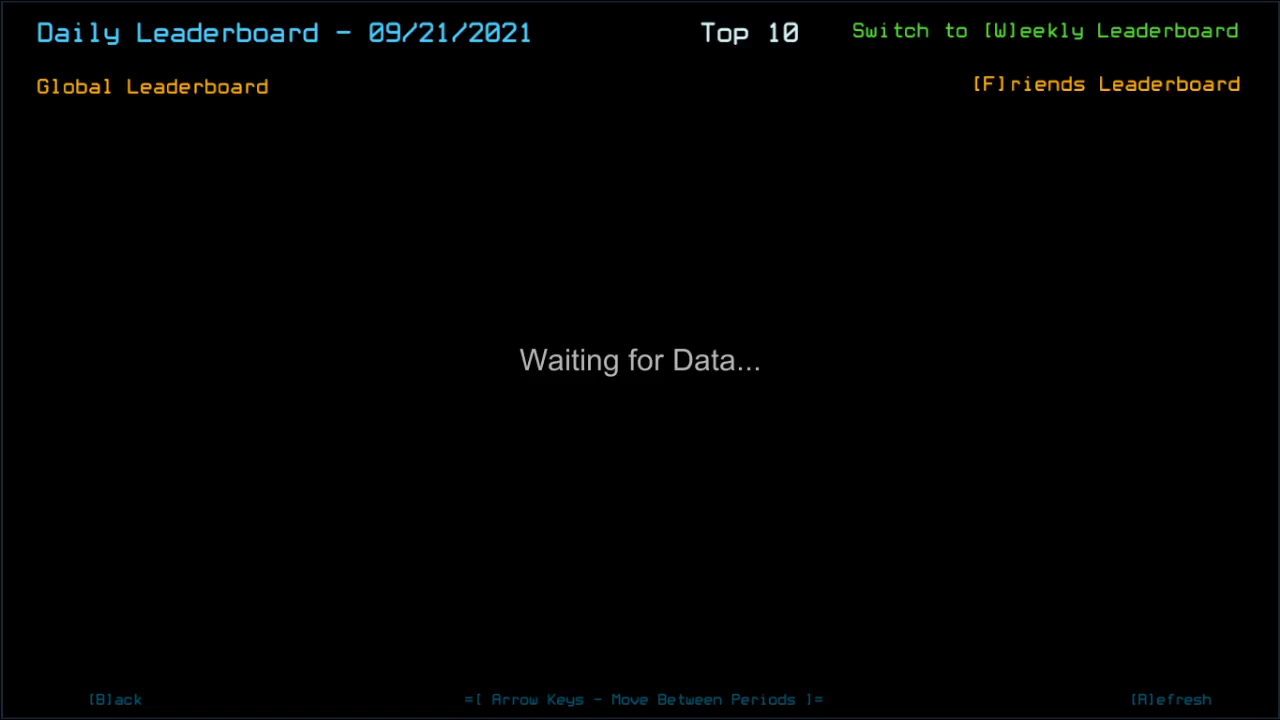 Daily Leaderboard - 09/21/2021
Top 10
Switch to [W]eekly Leaderboard
Global Leaderboard
[F]riends Leaderboard
Waiting for Data...
[B]ack
=[ Arrow Keys - Move Between Periods ]=
[R]efresh